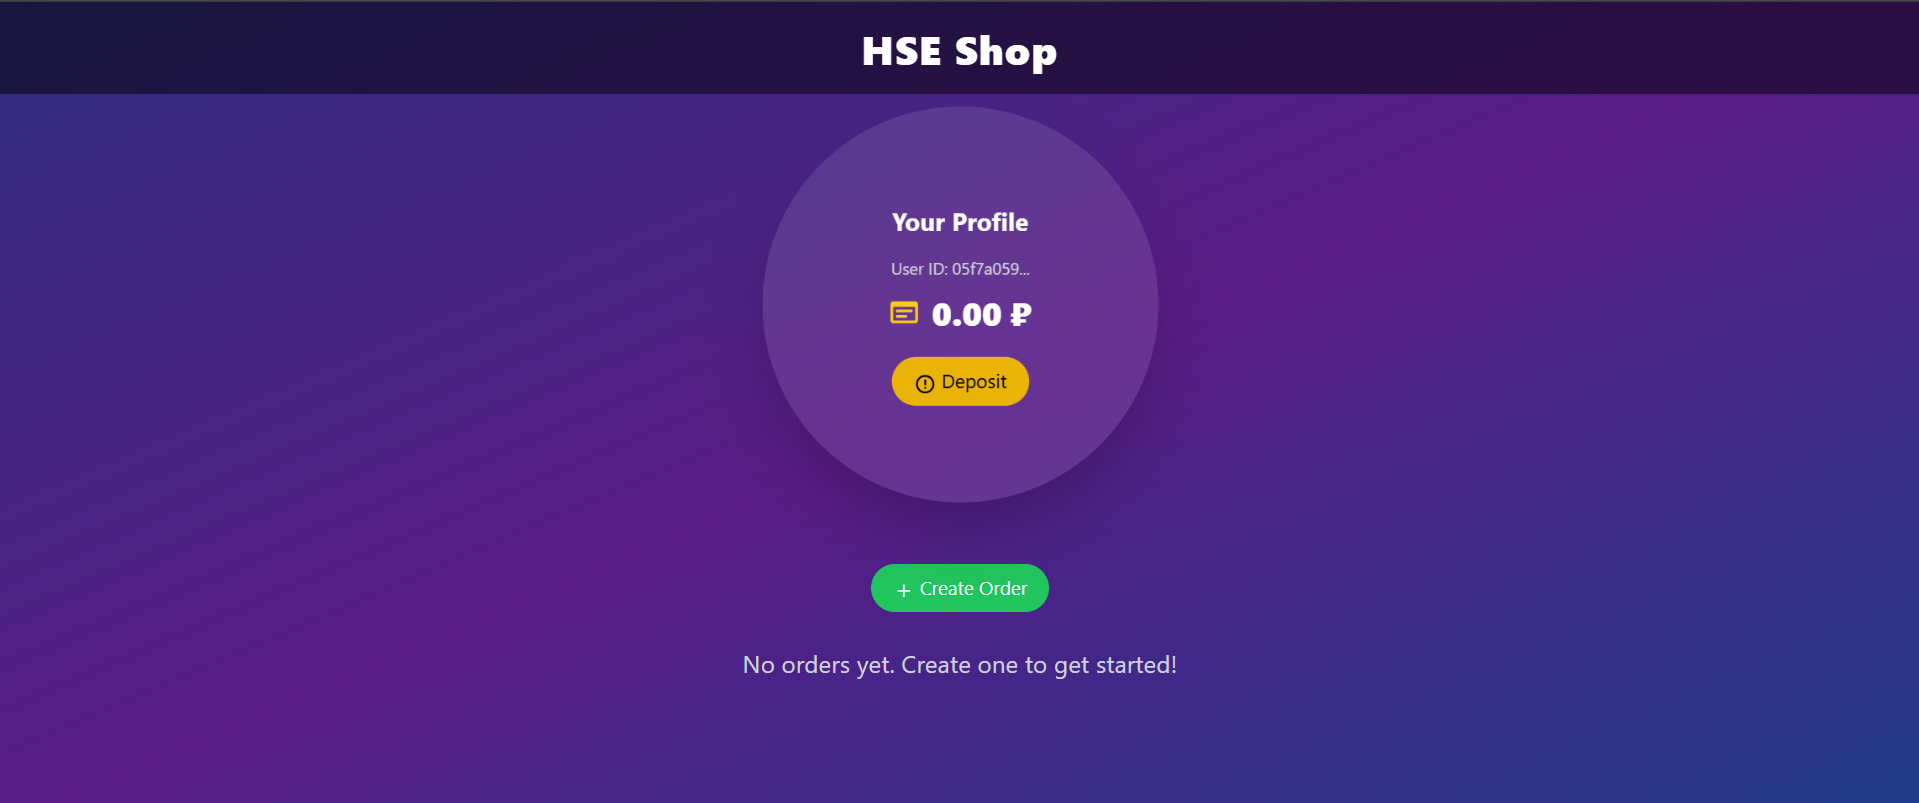 HSE Shop
Your Profile
User ID: 05f7a059...
0.00 ₽
Deposit
+ Create Order
No orders yet. Create one to get started!